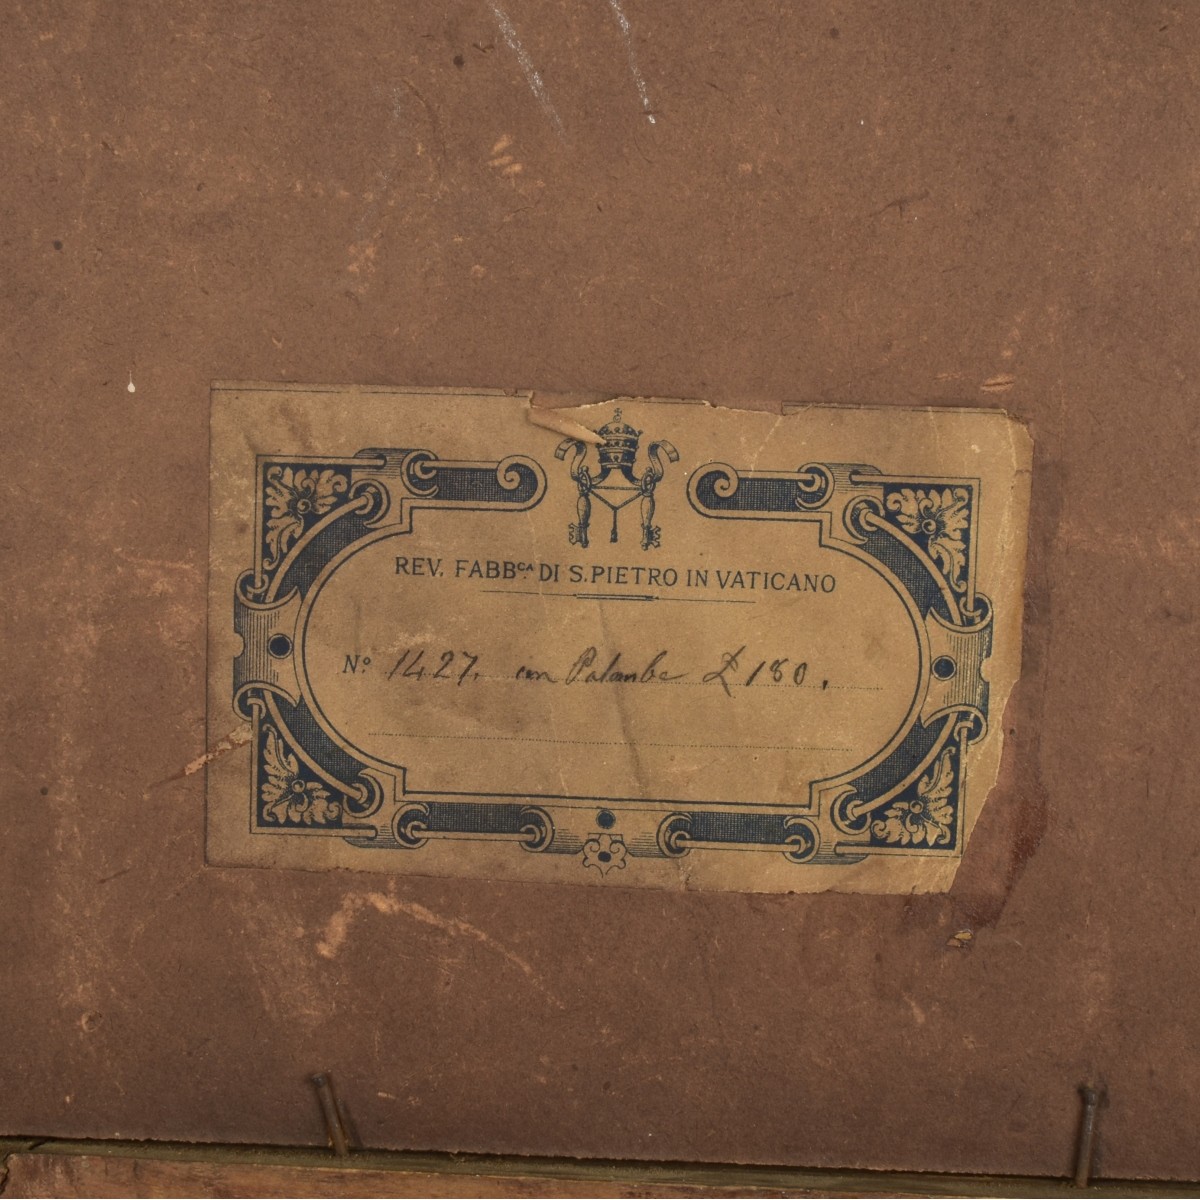 REV. FABBCA. DI S. PIETRO IN VATICANO
Nº 1427. con Palombe £ 180.